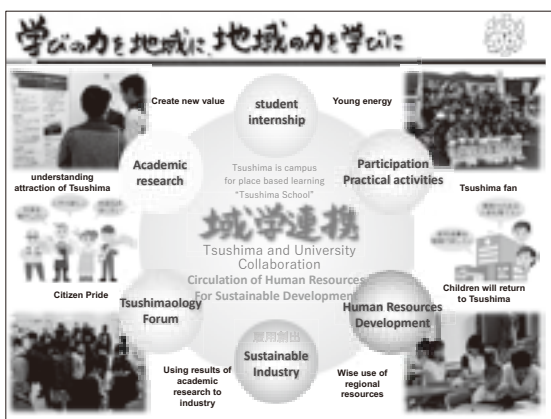 学びの力を地域に、地域の力を学びに
Create new value
student
internship
Young energy
understanding
attraction of Tsushima
Academic
research
Tsushima is campus
for place based learning
"Tsushima School"
Participation
Practical activities
Tsushima fan
域学連携
Tsushima and University
Collaboration
Circulation of Human Resources
For Sustainable Development
Citizen Pride
Children will return
to Tsushima
Tsushimaology
Forum
雇用創出
Sustainable
Industry
Human Resources
Development
Using results of
academic
research to
industry
Wise use of
regional
resources